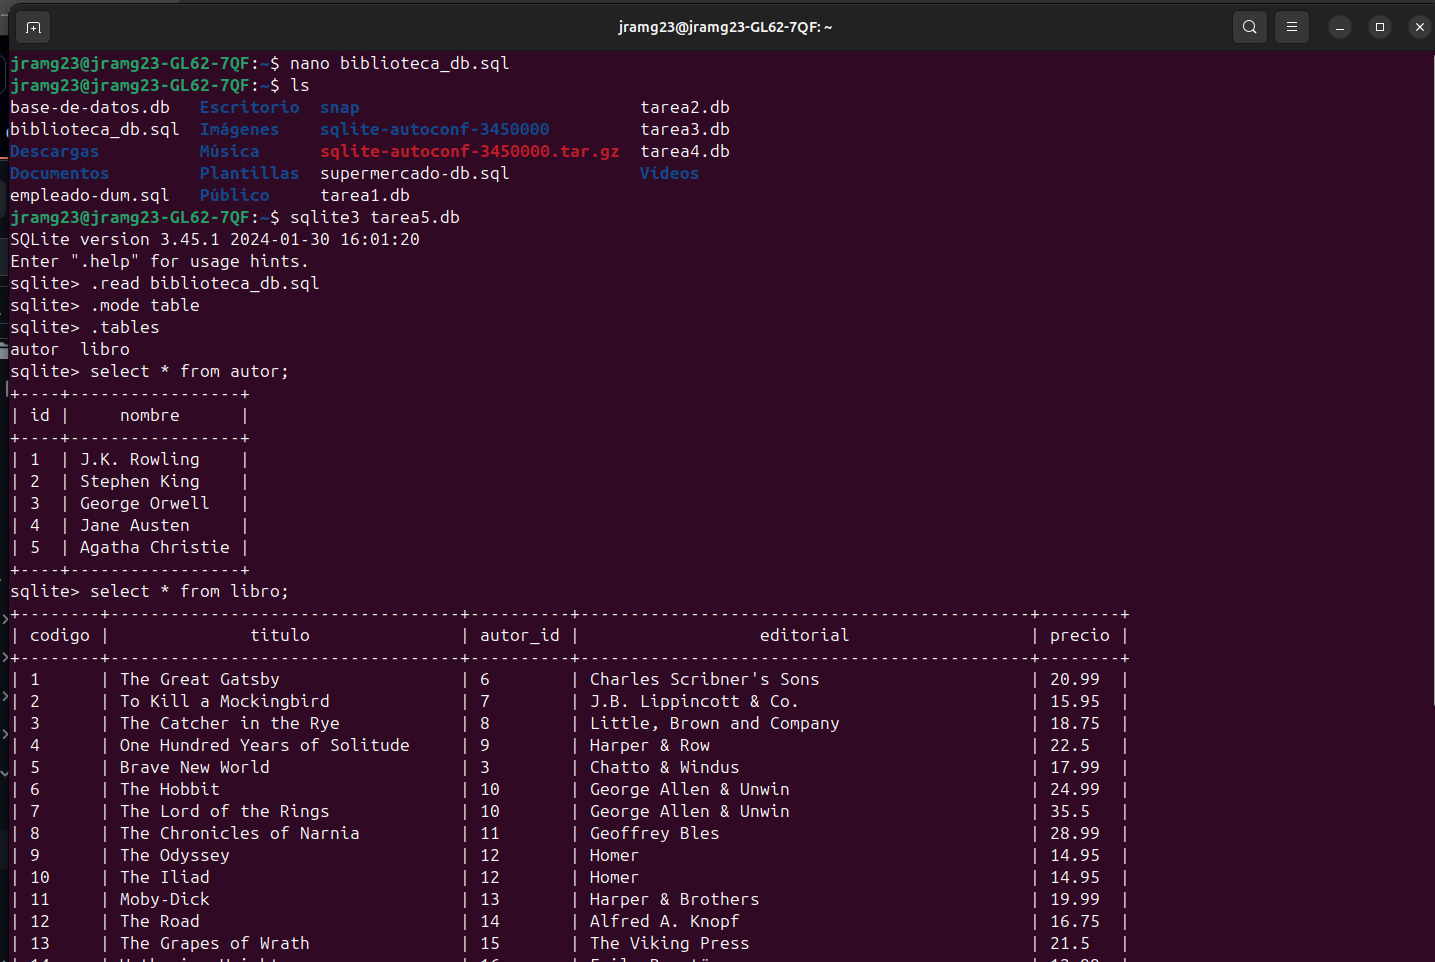 jramg23@jramg23-GL62-7QF: ~
jramg23@jramg23-GL62-7QF:~$ nano biblioteca_db.sql
jramg23@jramg23-GL62-7QF:~$ ls
base-de-datos.db   Escritorio  snap                            tarea2.db
biblioteca_db.sql  Imágenes    sqlite-autoconf-3450000         tarea3.db
Descargas          Música      sqlite-autoconf-3450000.tar.gz  tarea4.db
Documentos         Plantillas  supermercado-db.sql             Vídeos
empleado-dum.sql   Público     tarea1.db
jramg23@jramg23-GL62-7QF:~$ sqlite3 tarea5.db
SQLite version 3.45.1 2024-01-30 16:01:20
Enter ".help" for usage hints.
sqlite> .read biblioteca_db.sql
sqlite> .mode table
sqlite> .tables
autor  libro
sqlite> select * from autor;
+----+-----------------+
| id |     nombre      |
+----+-----------------+
| 1  | J.K. Rowling    |
| 2  | Stephen King    |
| 3  | George Orwell   |
| 4  | Jane Austen     |
| 5  | Agatha Christie |
+----+-----------------+
sqlite> select * from libro;
+--------+-----------------------------------+----------+---------------------------------------------+--------+
| codigo |              titulo               | autor_id |                  editorial                  | precio |
+--------+-----------------------------------+----------+---------------------------------------------+--------+
| 1      | The Great Gatsby                  | 6        | Charles Scribner's Sons                     | 20.99  |
| 2      | To Kill a Mockingbird             | 7        | J.B. Lippincott & Co.                       | 15.95  |
| 3      | The Catcher in the Rye            | 8        | Little, Brown and Company                   | 18.75  |
| 4      | One Hundred Years of Solitude     | 9        | Harper & Row                                | 22.5   |
| 5      | Brave New World                   | 3        | Chatto & Windus                             | 17.99  |
| 6      | The Hobbit                        | 10       | George Allen & Unwin                        | 24.99  |
| 7      | The Lord of the Rings             | 10       | George Allen & Unwin                        | 35.5   |
| 8      | The Chronicles of Narnia          | 11       | Geoffrey Bles                               | 28.99  |
| 9      | The Odyssey                       | 12       | Homer                                       | 14.95  |
| 10     | The Iliad                         | 12       | Homer                                       | 14.95  |
| 11     | Moby-Dick                         | 13       | Harper & Brothers                           | 19.99  |
| 12     | The Road                          | 14       | Alfred A. Knopf                             | 16.75  |
| 13     | The Grapes of Wrath               | 15       | The Viking Press                            | 21.5   |